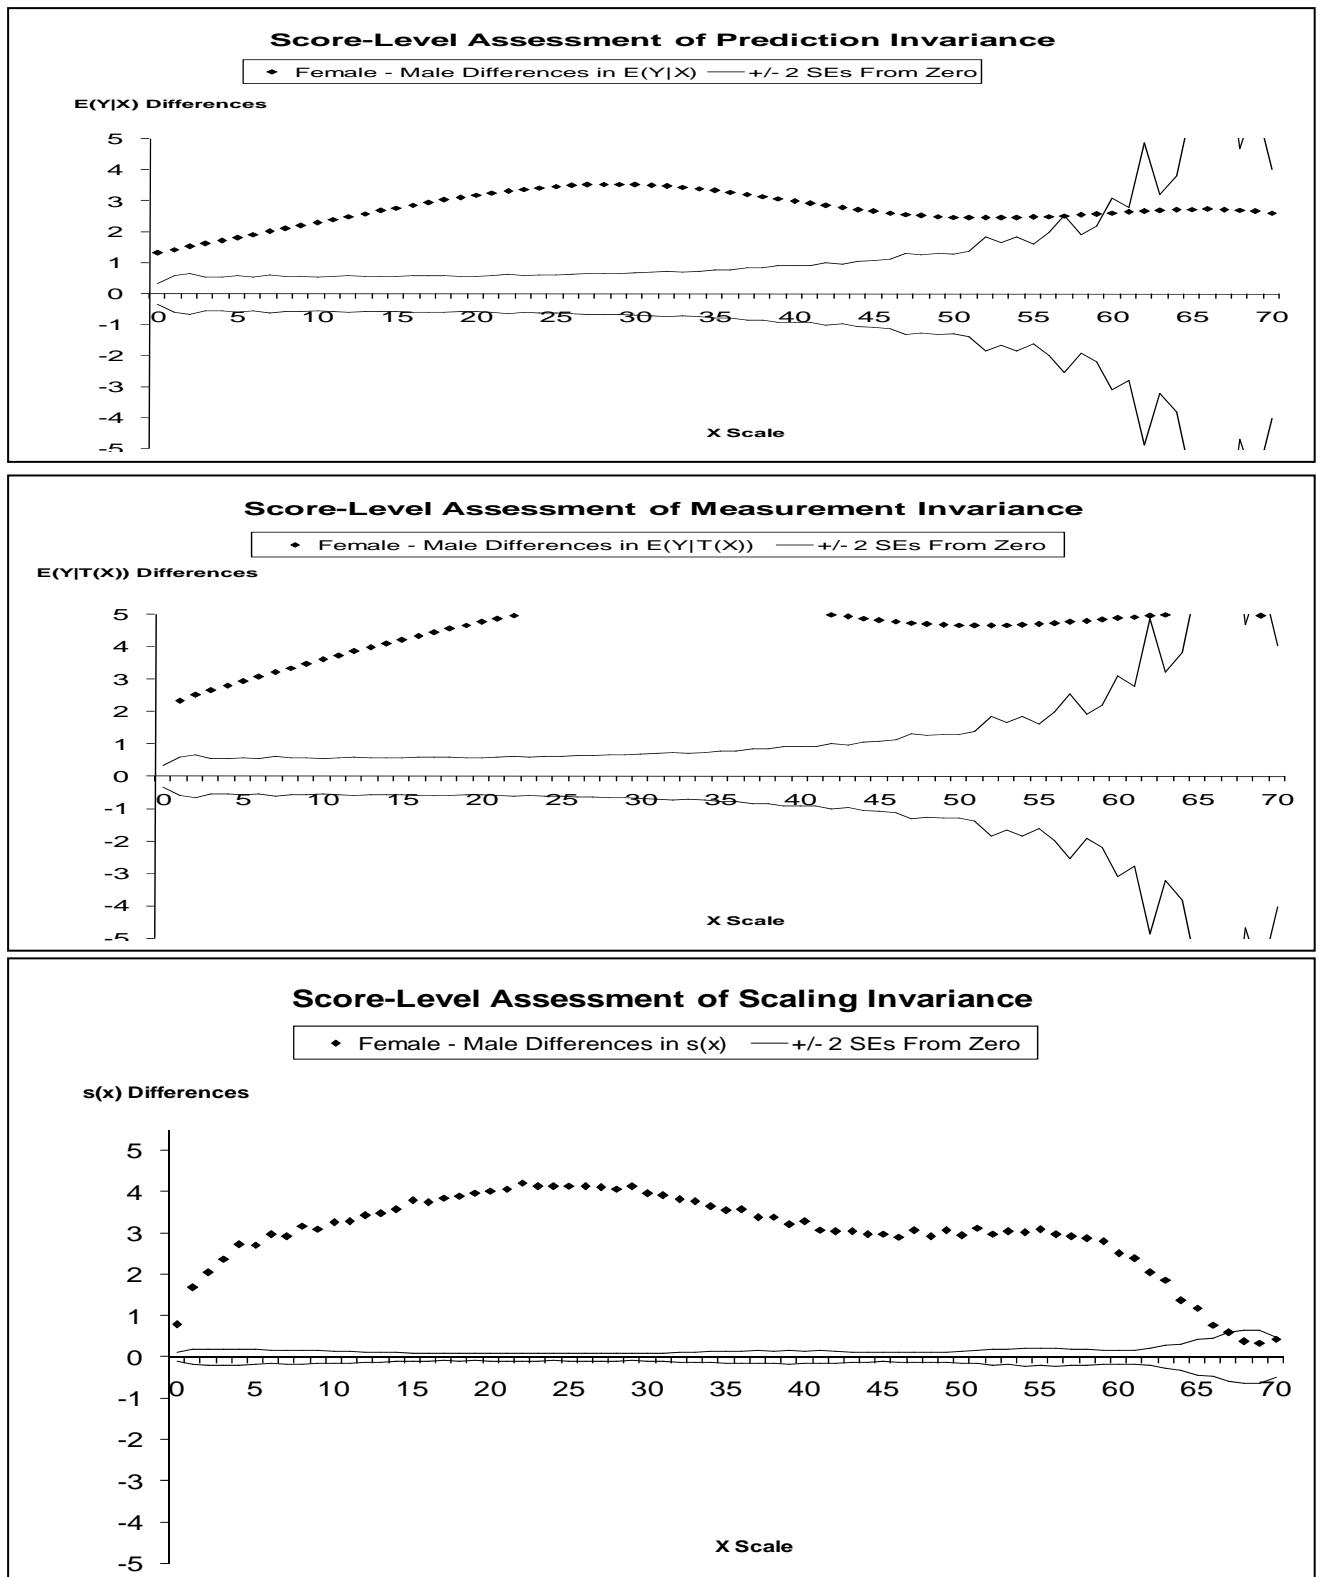 Score-Level Assessment of Prediction Invariance
Female - Male Differences in E(Y|X) +/- 2 SEs From Zero
E(Y|X) Differences
5
4
3
2
1
0
0 5 10 15 20 25 30 35 40 45 50 55 60 65 70
-1
-2
-3
-4
X Scale
-5
Score-Level Assessment of Measurement Invariance
Female - Male Differences in E(Y|T(X)) +/- 2 SEs From Zero
E(Y|T(X)) Differences
5
4
3
2
1
0
0 5 10 15 20 25 30 35 40 45 50 55 60 65 70
-1
-2
-3
-4
X Scale
-5
Score-Level Assessment of Scaling Invariance
Female - Male Differences in s(x) +/- 2 SEs From Zero
s(x) Differences
5
4
3
2
1
0
0 5 10 15 20 25 30 35 40 45 50 55 60 65 70
-1
-2
-3
-4
X Scale
-5